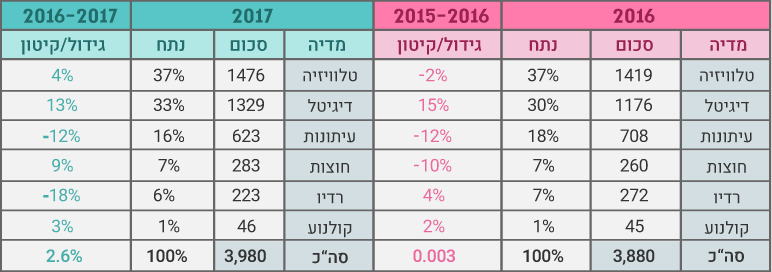 2016 2015-2016 2017 2016-2017
מדיה סכום נתח גידול/קיטון מדיה סכום נתח גידול/קיטון
טלוויזיה 1419 37% -2% טלוויזיה 1476 37% 4%
דיגיטל 1176 30% 15% דיגיטל 1329 33% 13%
עיתונות 708 18% -12% עיתונות 623 16% -12%
חוצות 260 7% -10% חוצות 283 7% 9%
רדיו 272 7% 4% רדיו 223 6% -18%
קולנוע 45 1% 2% קולנוע 46 1% 3%
סה"כ 3,880 100% 0.003 סה"כ 3,980 100% 2.6%